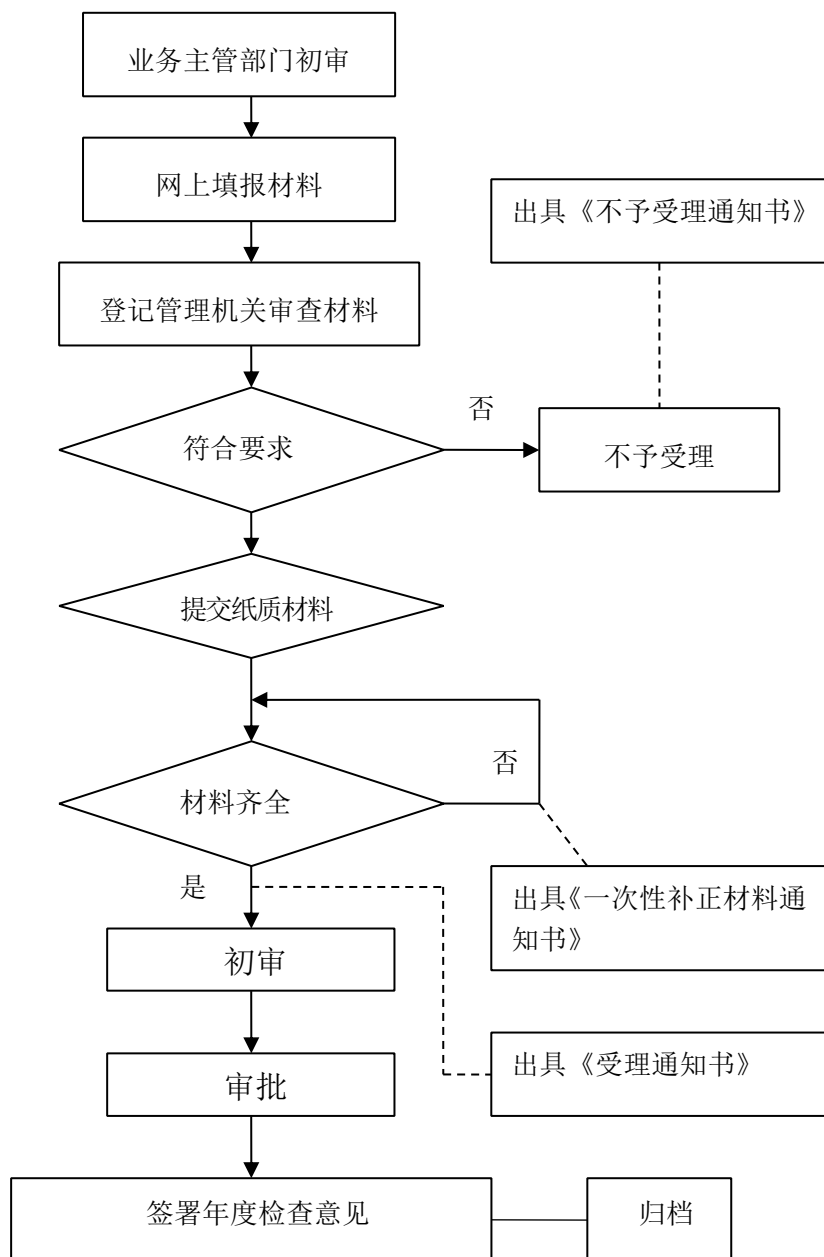 业务主管部门初审
网上填报材料
出具《不予受理通知书》
登记管理机关审查材料
否
符合要求
不予受理
提交纸质材料
否
材料齐全
是
出具《一次性补正材料通
知书》
初审
出具《受理通知书》
审批
签署年度检查意见
归档